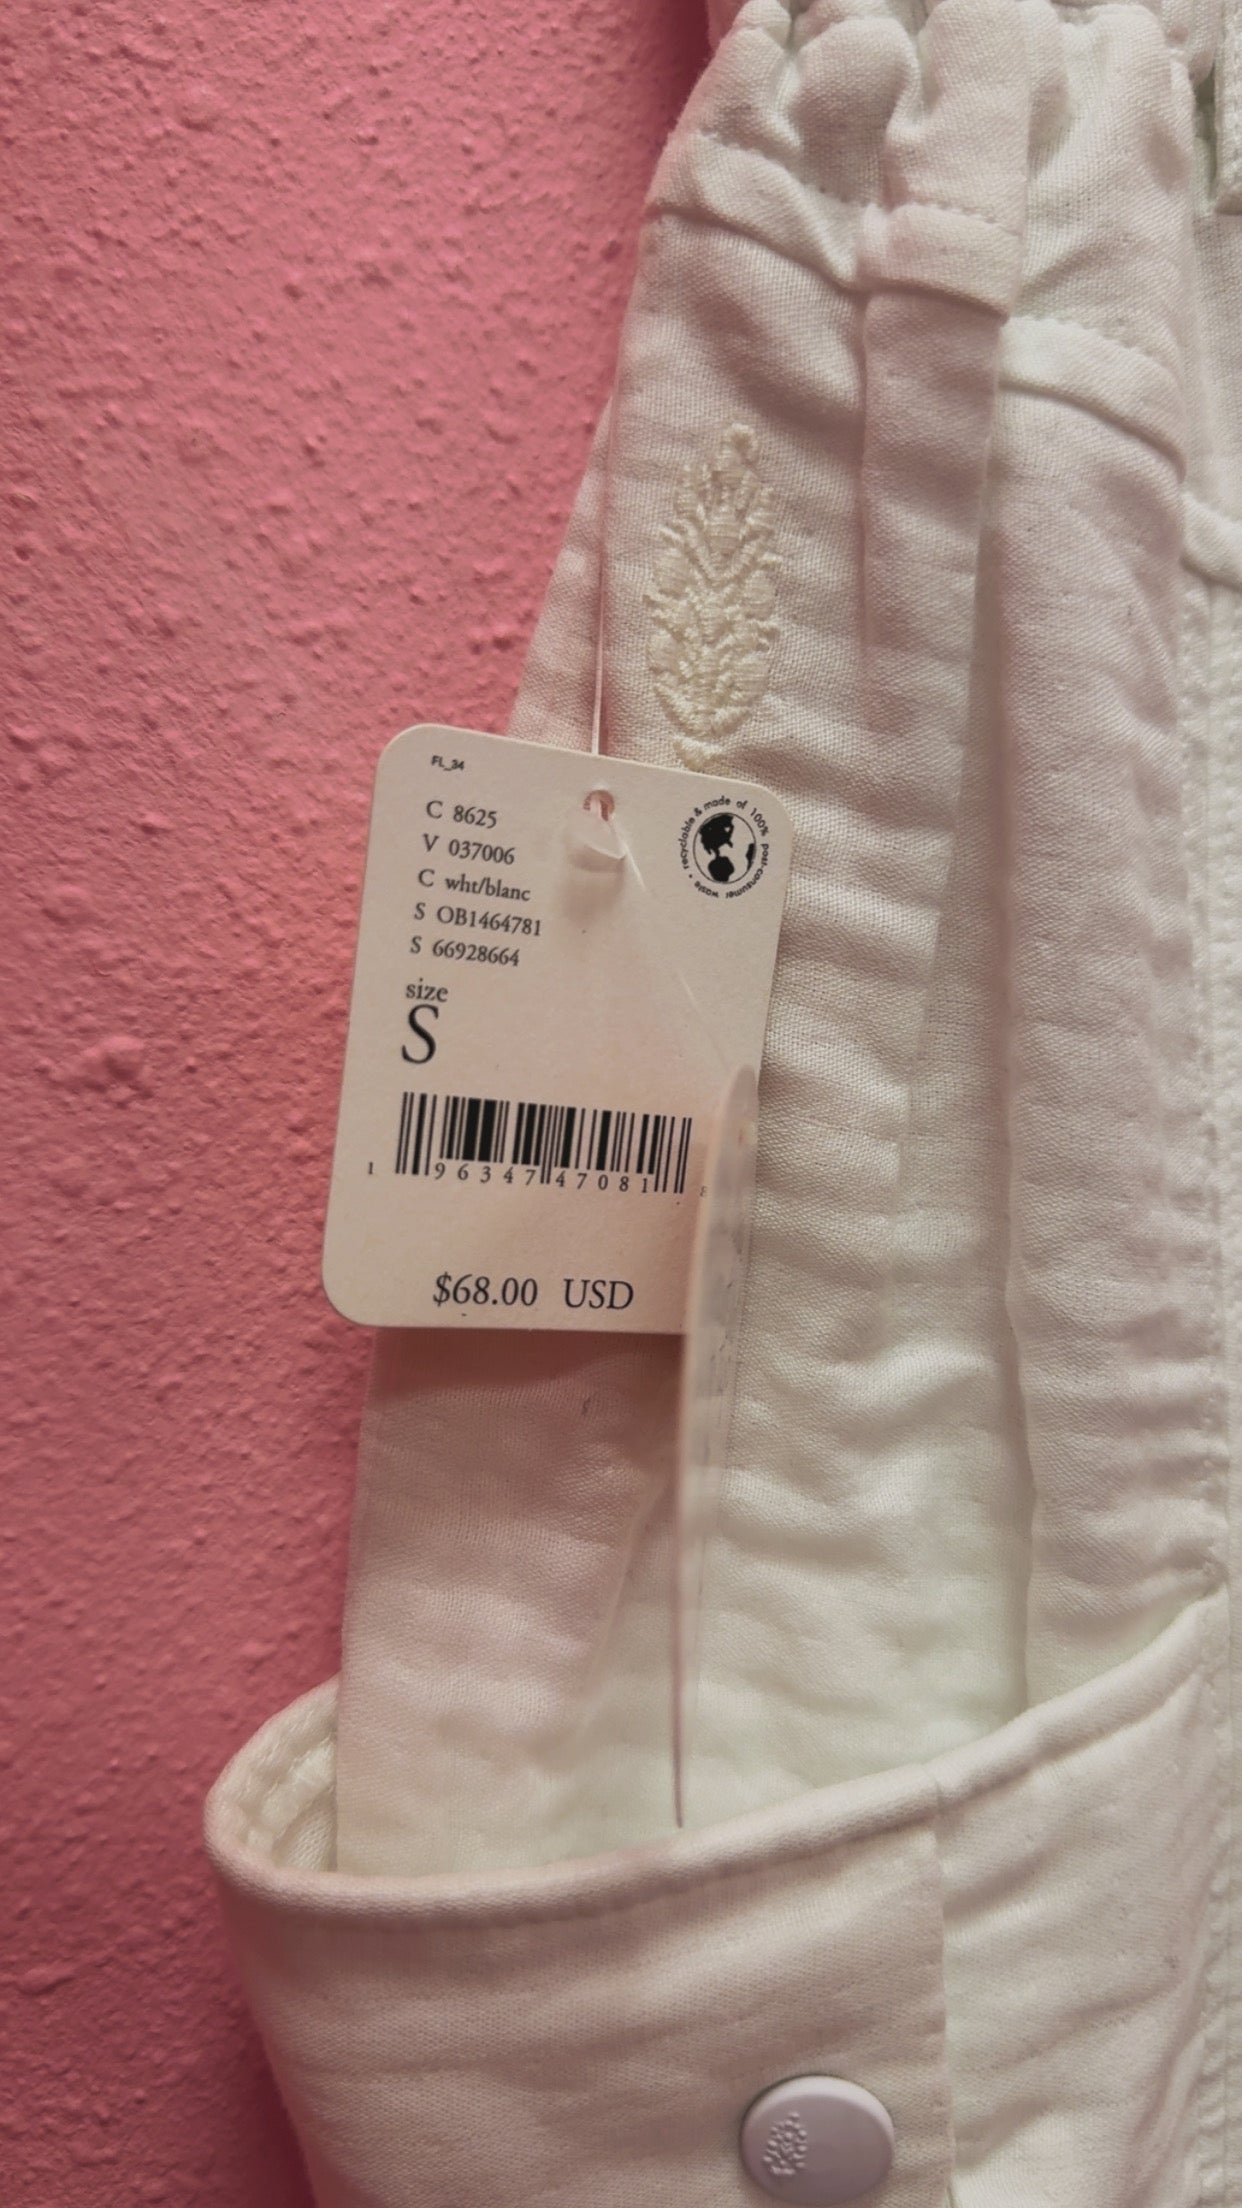 FL_34
C 8625
V 037006
C wht/blanc
S OB1464781
S 66928664
recyclable & made of 100% post-consumer waste •
size
S
1 96347 47081 8
$68.00 USD